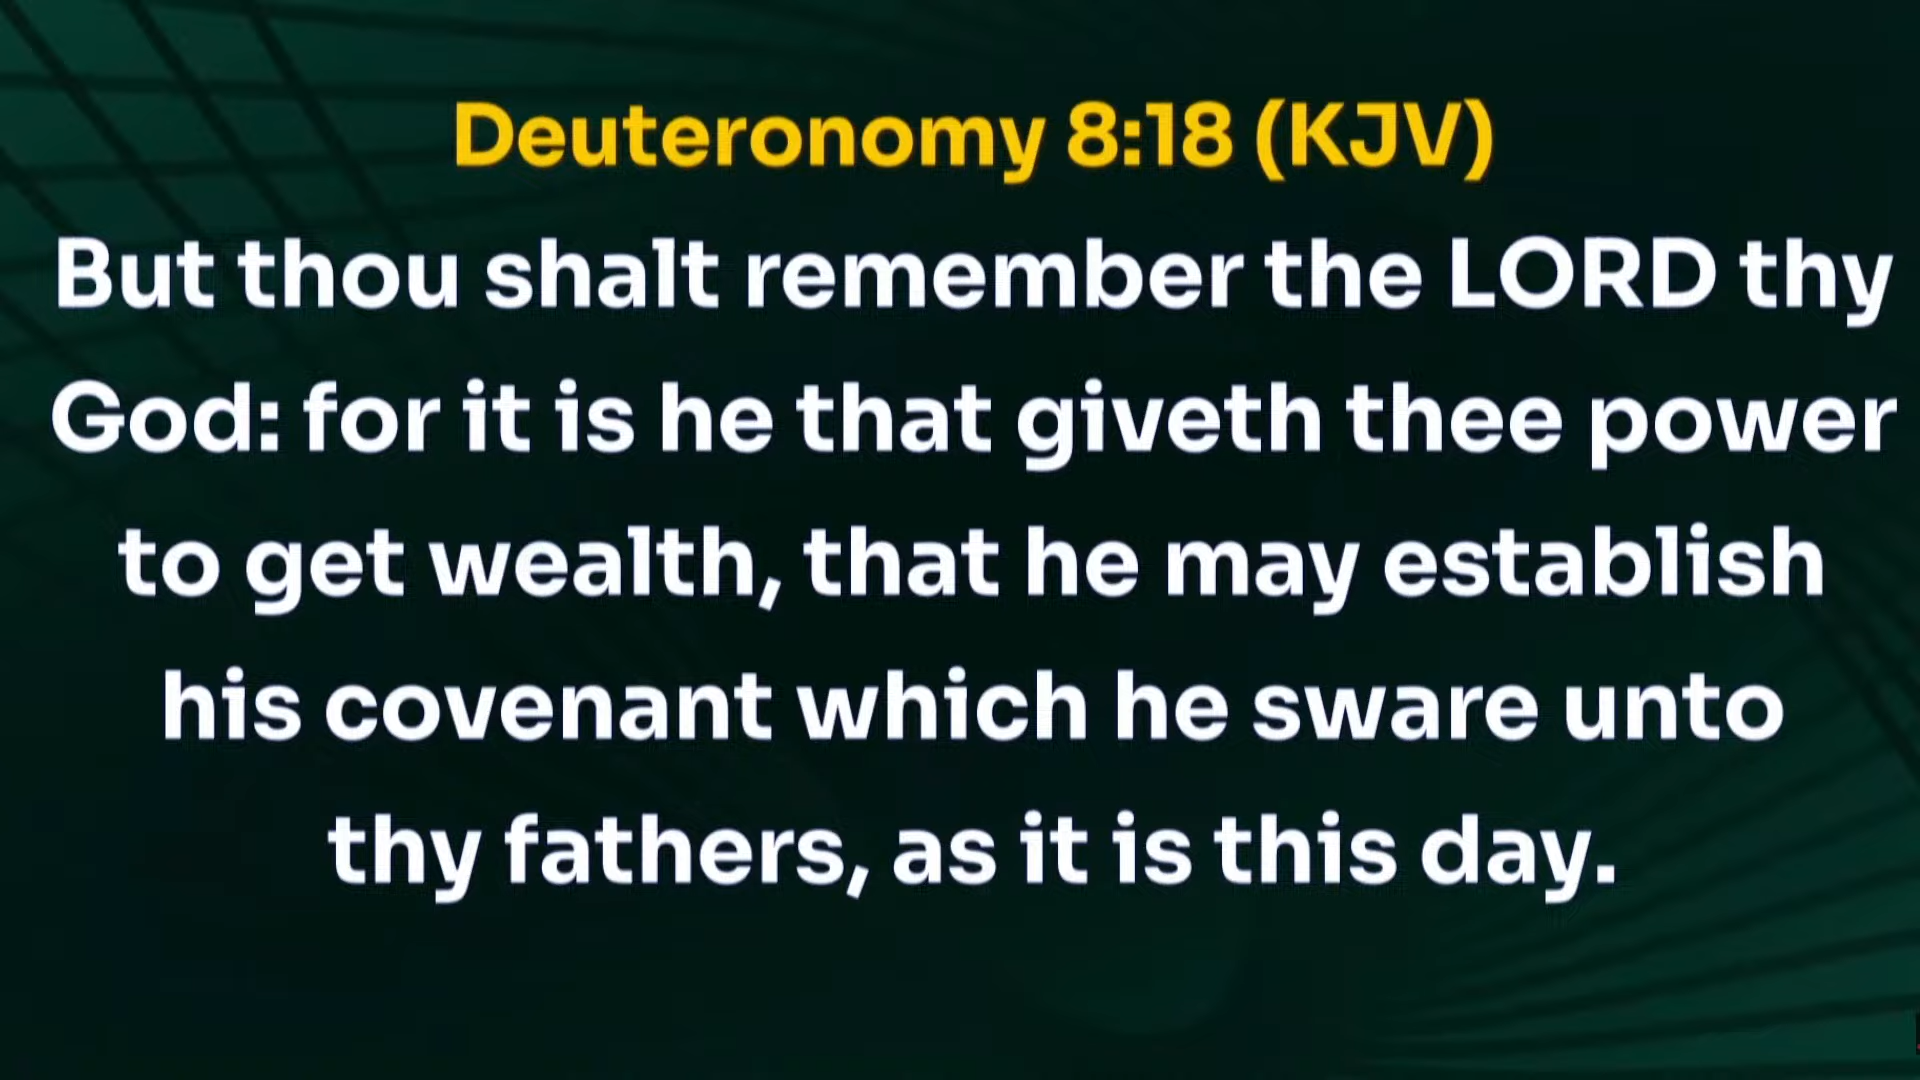 Deuteronomy 8:18 (KJV)
But thou shalt remember the LORD thy
God: for it is he that giveth thee power
to get wealth, that he may establish
his covenant which he sware unto
thy fathers, as it is this day.